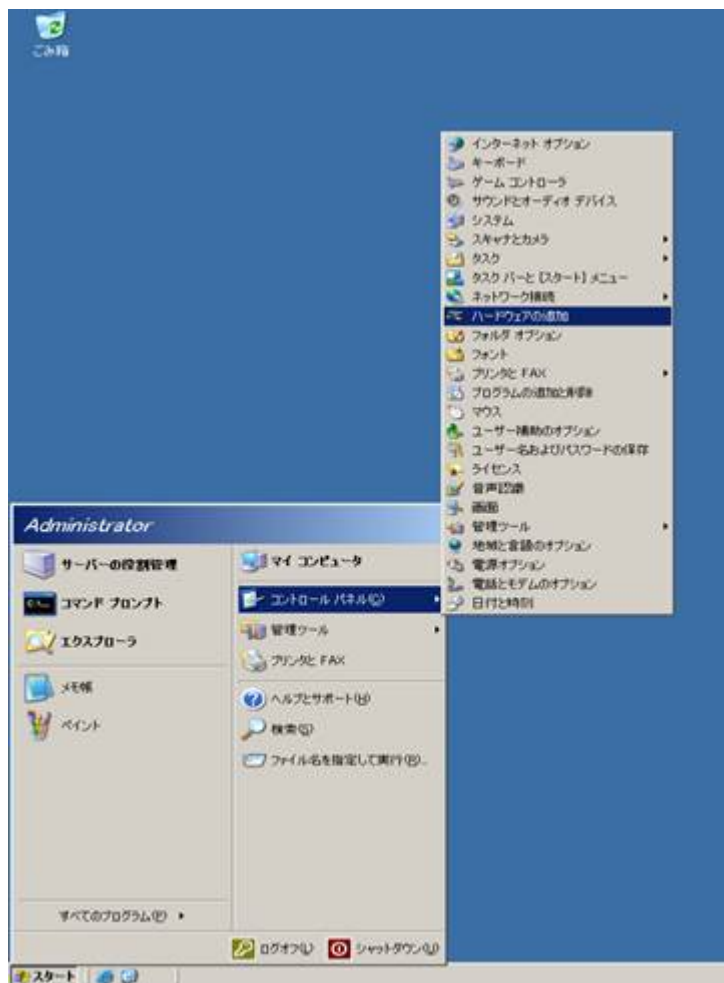 ごみ箱
インターネット オプション
キーボード
ゲーム コントローラ
サウンドとオーディオ デバイス
システム
スキャナとカメラ
タスク
タスク バーと [スタート] メニュー
ネットワーク接続
ハードウェアの追加
フォルダ オプション
フォント
プリンタと FAX
プログラムの追加と削除
マウス
ユーザー補助のオプション
ユーザー名およびパスワードの保存
ライセンス
音声認識
画面
管理ツール
地域と言語のオプション
電源オプション
電話とモデムのオプション
日付と時刻
Administrator
サーバーの役割管理
コマンド プロンプト
エクスプローラ
メモ帳
ペイント
すべてのプログラム(P)
マイ コンピュータ
コントロール パネル(C)
管理ツール
プリンタと FAX
ヘルプとサポート(H)
検索(S)
ファイル名を指定して実行(R)...
ログオフ(L)
シャットダウン(U)
スタート